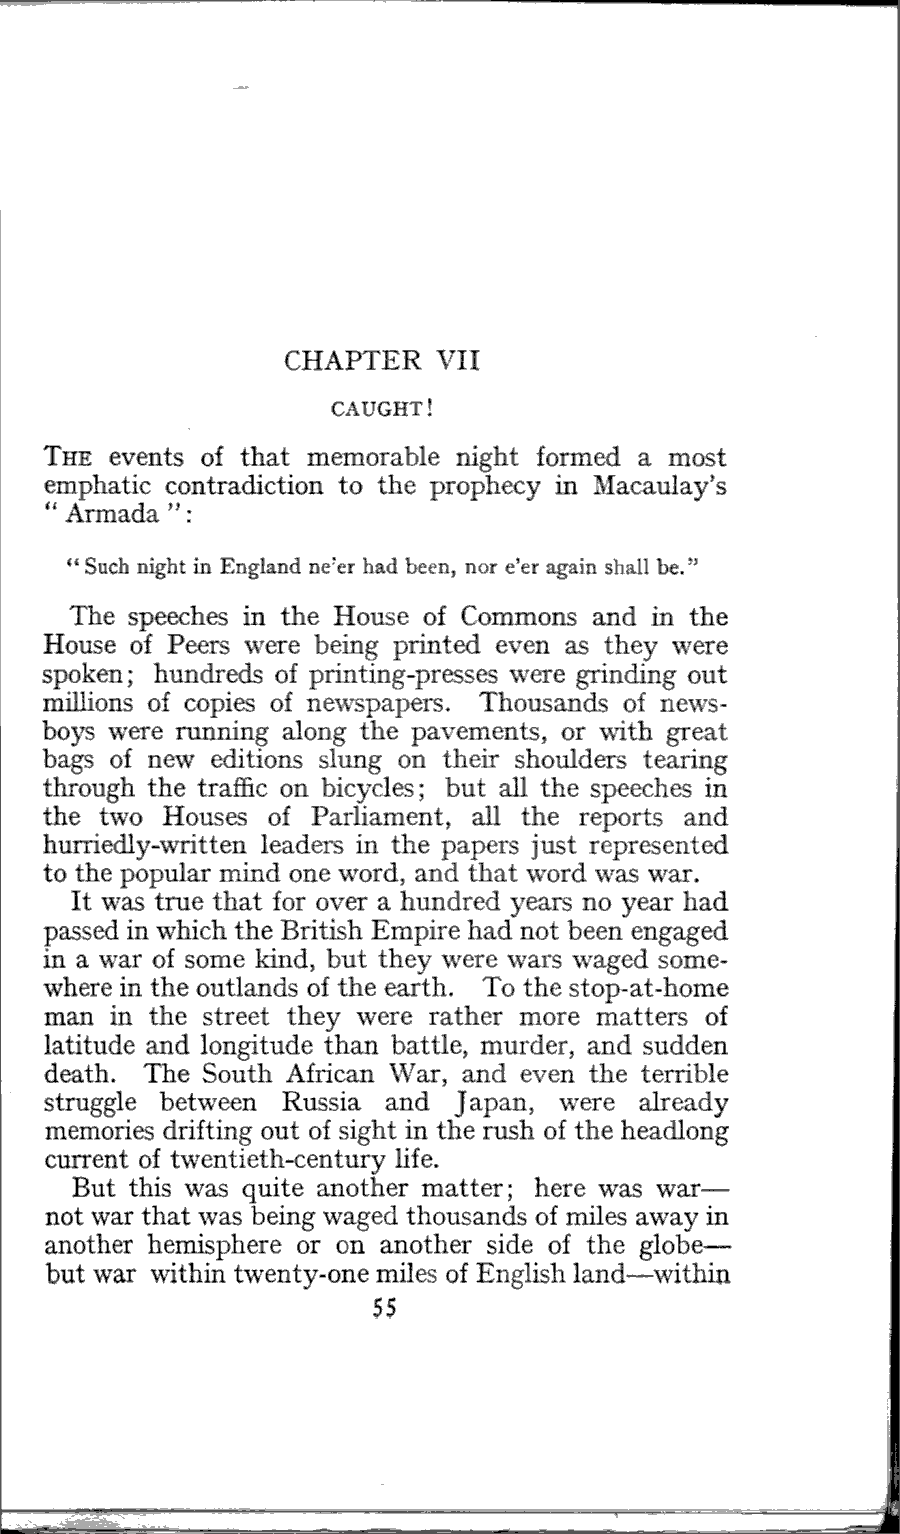 CHAPTER VII
CAUGHT!
THE events of that memorable night formed a most
emphatic contradiction to the prophecy in Macaulay's
" Armada ":
"Such night in England ne'er had been, nor e'er again shall be."
The speeches in the House of Commons and in the
House of Peers were being printed even as they were
spoken; hundreds of printing-presses were grinding out
millions of copies of newspapers. Thousands of news-
boys were running along the pavements, or with great
bags of new editions slung on their shoulders tearing
through the traffic on bicycles; but all the speeches in
the two Houses of Parliament, all the reports and
hurriedly-written leaders in the papers just represented
to the popular mind one word, and that word was war.
It was true that for over a hundred years no year had
passed in which the British Empire had not been engaged
in a war of some kind, but they were wars waged some-
where in the outlands of the earth. To the stop-at-home
man in the street they were rather more matters of
latitude and longitude than battle, murder, and sudden
death. The South African War, and even the terrible
struggle between Russia and Japan, were already
memories drifting out of sight in the rush of the headlong
current of twentieth-century life.
But this was quite another matter; here was war—
not war that was being waged thousands of miles away in
another hemisphere or on another side of the globe—
but war within twenty-one miles of English land—within
55